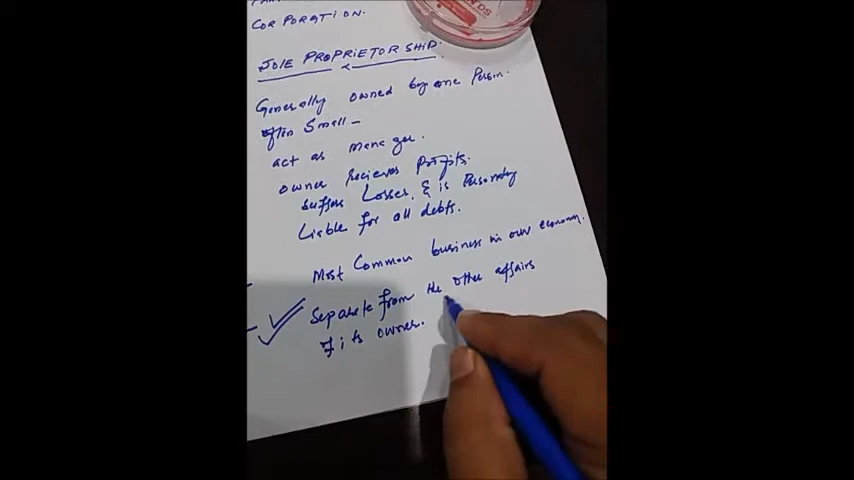 CORPORATION.
SOLE PROPRIETORSHIP.
Generally owned by one Person.
often Small-
act as manager.
owner recieves Profits.
suffers Losses, & is Personaly
Liable for all debts.
Most Common business in our economy.
Separate from the other affairs
of its owner.